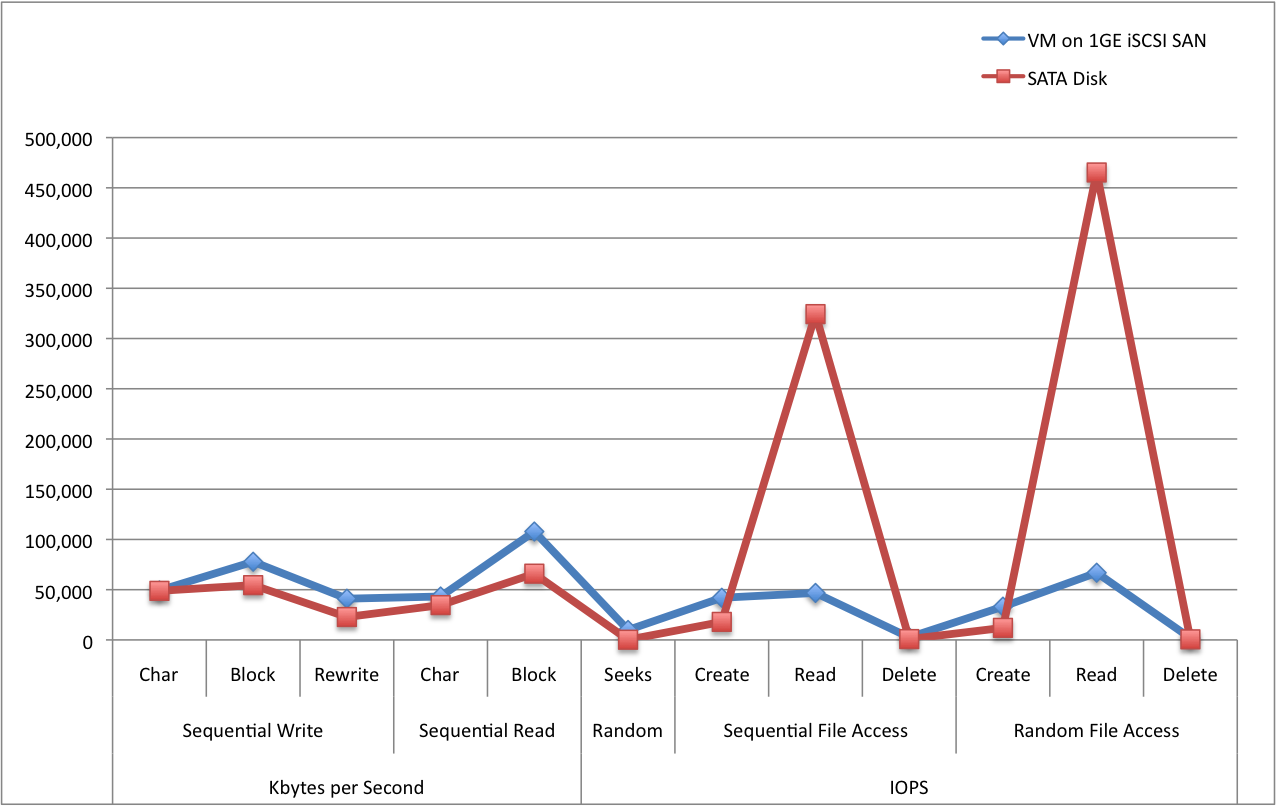 VM on 1GE iSCSI SAN
SATA Disk
500,000
450,000
400,000
350,000
300,000
250,000
200,000
150,000
100,000
50,000
0
Char Block Rewrite Char Block Seeks Create Read Delete Create Read Delete
Sequential Write Sequential Read Random Sequential File Access Random File Access
Kbytes per Second IOPS